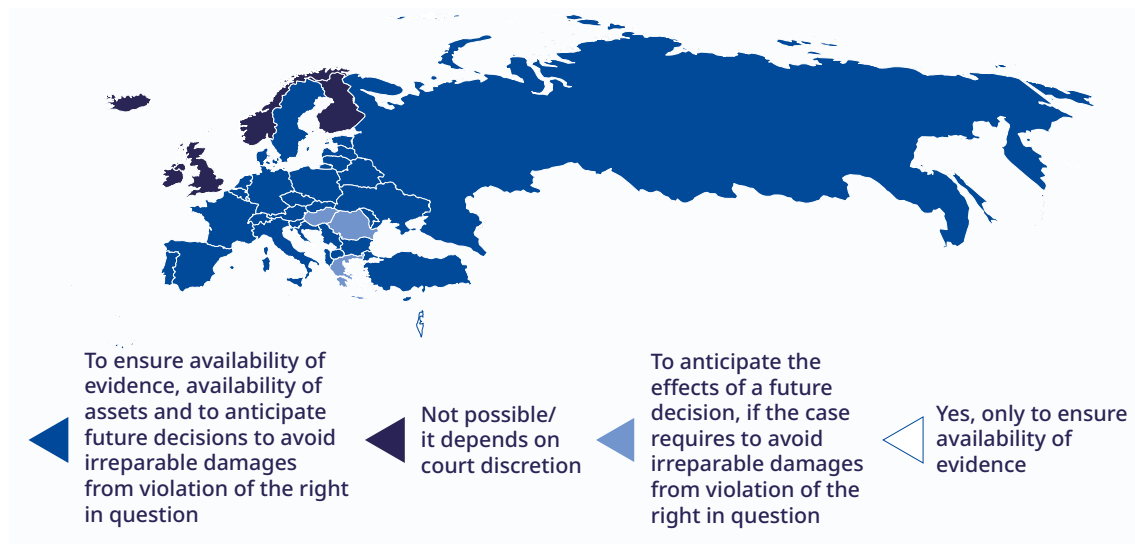 To ensure availability of
evidence, availability of
assets and to anticipate
future decisions to avoid
irreparable damages
from violation of the right
in question
Not possible/
it depends on
court discretion
To anticipate the
effects of a future
decision, if the case
requires to avoid
irreparable damages
from violation of the
right in question
Yes, only to ensure
availability of
evidence